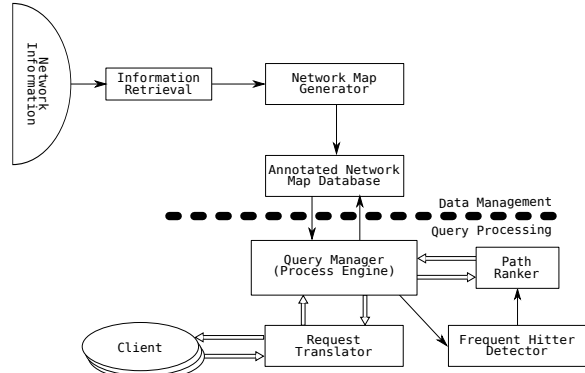 Network
Information
Information
Retrieval
Network Map
Generator
Annotated Network
Map Database
Data Management
Query Processing
Query Manager
(Process Engine)
Path
Ranker
Client
Request
Translator
Frequent Hitter
Detector